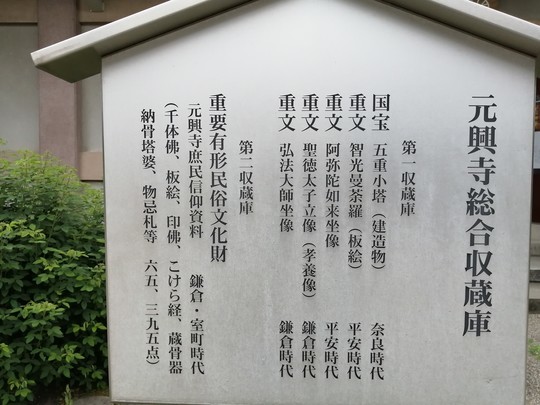 元興寺総合収蔵庫
第一収蔵庫
国宝 五重小塔（建造物） 奈良時代
重文 智光曼荼羅（板絵） 平安時代
重文 阿弥陀如来坐像 平安時代
重文 聖徳太子立像（孝養像） 鎌倉時代
重文 弘法大師坐像 鎌倉時代
第二収蔵庫
重要有形民俗文化財
元興寺庶民信仰資料 鎌倉・室町時代
（千体佛、板絵、印佛、こけら経、蔵骨器
納骨塔婆、物忌札等 六五、三九五点）